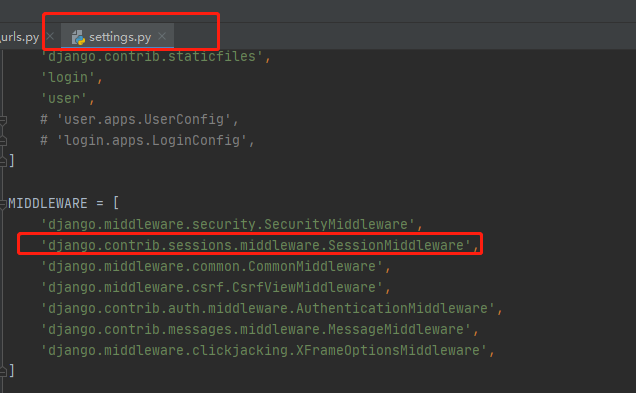 urls.py settings.py
'django.contrib.staticfiles',
'login',
'user',
# 'user.apps.UserConfig',
# 'login.apps.LoginConfig',
]
MIDDLEWARE = [
'django.middleware.security.SecurityMiddleware',
'django.contrib.sessions.middleware.SessionMiddleware',
'django.middleware.common.CommonMiddleware',
'django.middleware.csrf.CsrfViewMiddleware',
'django.contrib.auth.middleware.AuthenticationMiddleware',
'django.contrib.messages.middleware.MessageMiddleware',
'django.middleware.clickjacking.XFrameOptionsMiddleware',
]